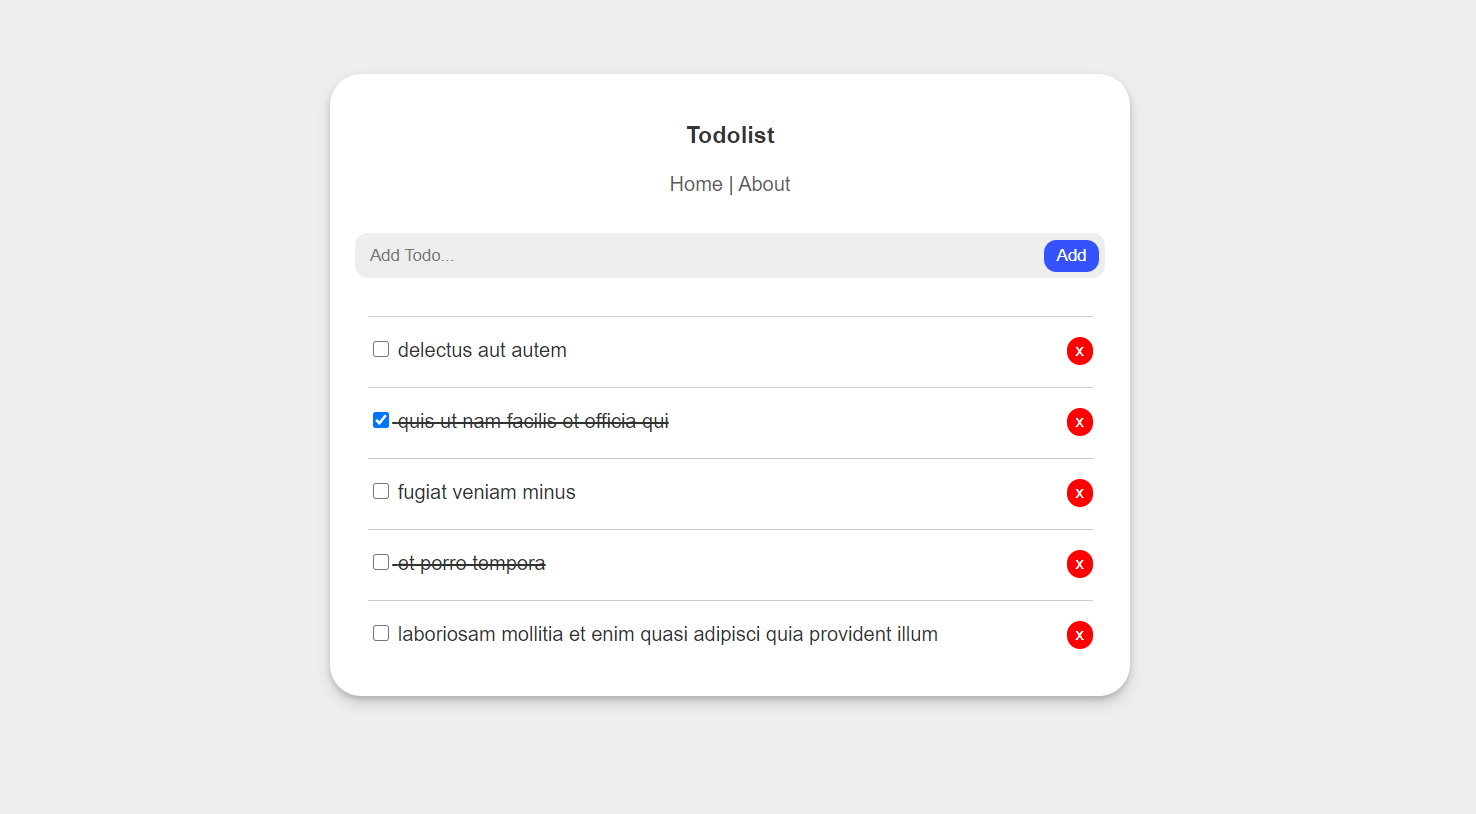 Todolist
Home | About
Add Todo...
Add
delectus aut autem
x
quis ut nam facilis et officia qui
x
fugiat veniam minus
x
et porro tempora
x
laboriosam mollitia et enim quasi adipisci quia provident illum
x